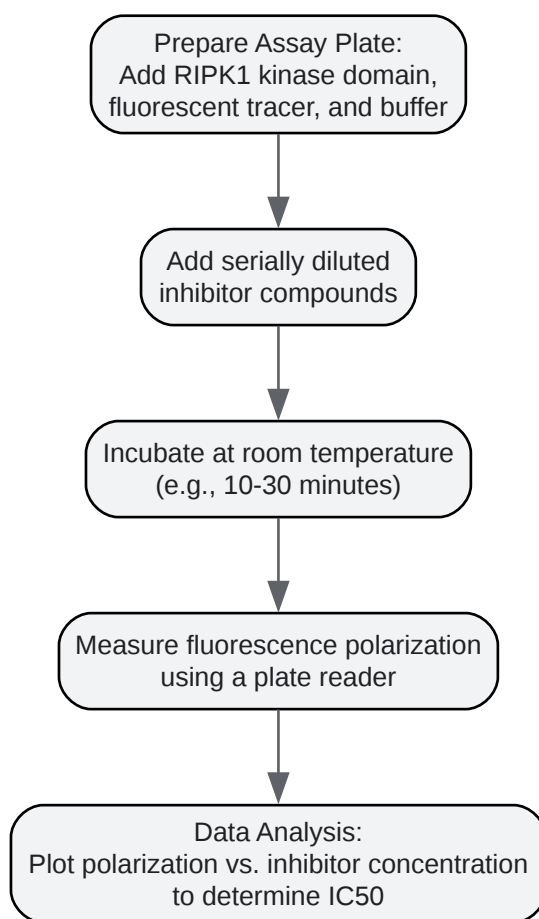 Prepare Assay Plate:
Add RIPK1 kinase domain,
fluorescent tracer, and buffer
Add serially diluted
inhibitor compounds
Incubate at room temperature
(e.g., 10-30 minutes)
Measure fluorescence polarization
using a plate reader
Data Analysis:
Plot polarization vs. inhibitor concentration
to determine IC50